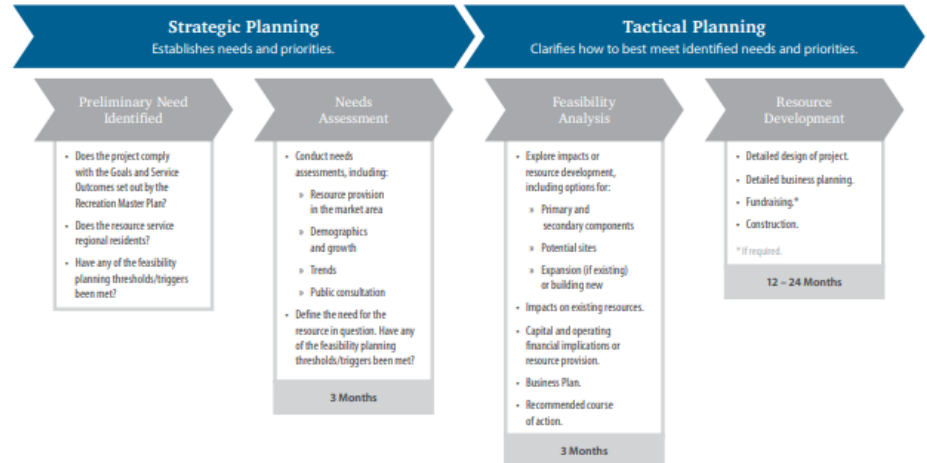 Strategic Planning
Establishes needs and priorities.
Tactical Planning
Clarifies how to best meet identified needs and priorities.
Preliminary Need
Identified
• Does the project comply
with the Goals and Service
Outcomes set out by the
Recreation Master Plan?
• Does the resource service
regional residents?
• Have any of the feasibility
planning thresholds/triggers
been met?
Needs
Assessment
• Conduct needs
assessments, including:
» Resource provision
in the market area
» Demographics
and growth
» Trends
» Public consultation
• Define the need for the
resource in question. Have any
of the feasibility planning
thresholds/triggers been met?
3 Months
Feasibility
Analysis
• Explore impacts or
resource development,
including options for:
» Primary and
secondary components
» Potential sites
» Expansion (if existing)
or building new
• Impacts on existing resources.
• Capital and operating
financial implications or
resource provision.
• Business Plan.
• Recommended course
of action.
3 Months
Resource
Development
• Detailed design of project.
• Detailed business planning.
• Fundraising.*
• Construction.
* If required.
12 – 24 Months